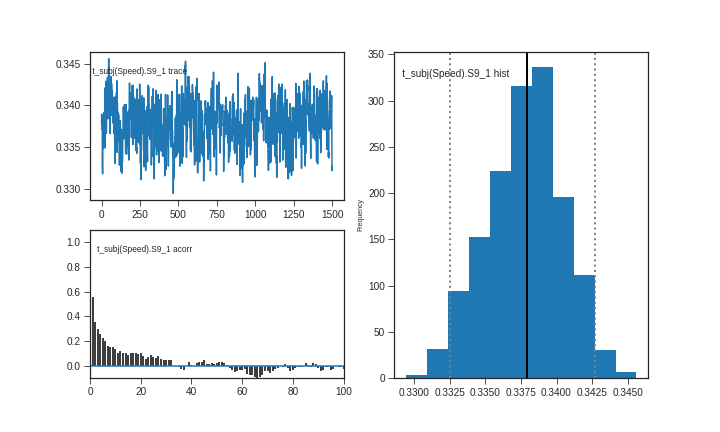 0.345
0.340
0.335
0.330
t_subj(Speed).S9_1 trace
0 250 500 750 1000 1250 1500
1.0
0.8
0.6
0.4
0.2
0.0
t_subj(Speed).S9_1 acorr
0 20 40 60 80 100
350
300
250
200
150
100
50
0
Frequency
t_subj(Speed).S9_1 hist
0.3300 0.3325 0.3350 0.3375 0.3400 0.3425 0.3450